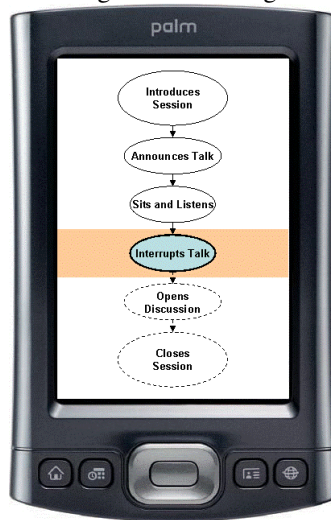 palm
Introduces
Session
Announces Talk
Sits and Listens
Interrupts Talk
Opens
Discussion
Closes
Session